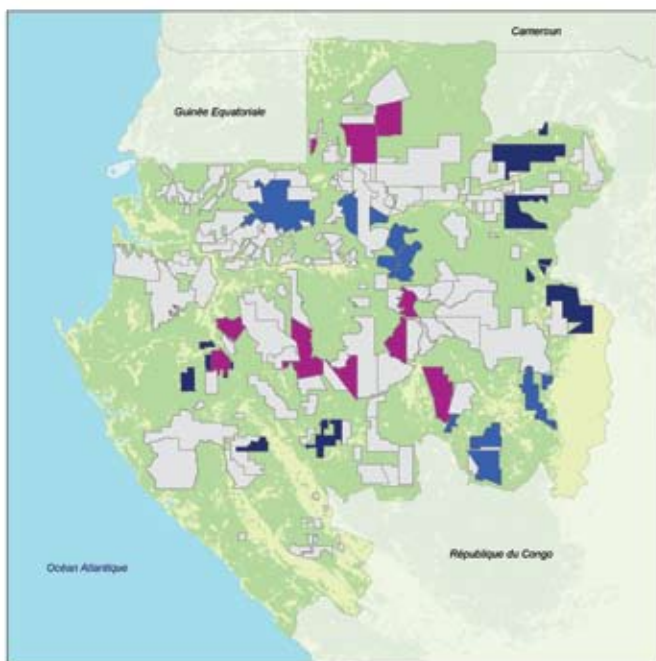 Cameroun
Guinée Equatoriale
République du Congo
Océan Atlantique